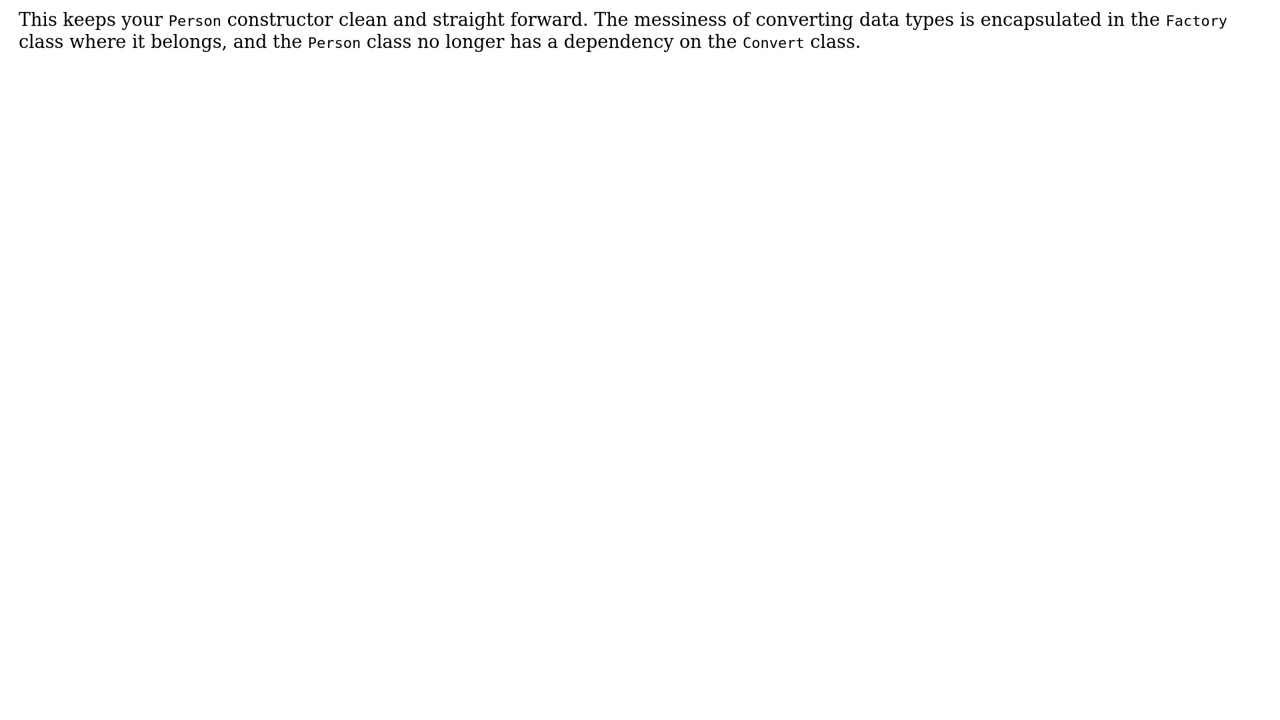 This keeps your Person constructor clean and straight forward. The messiness of converting data types is encapsulated in the Factory
class where it belongs, and the Person class no longer has a dependency on the Convert class.